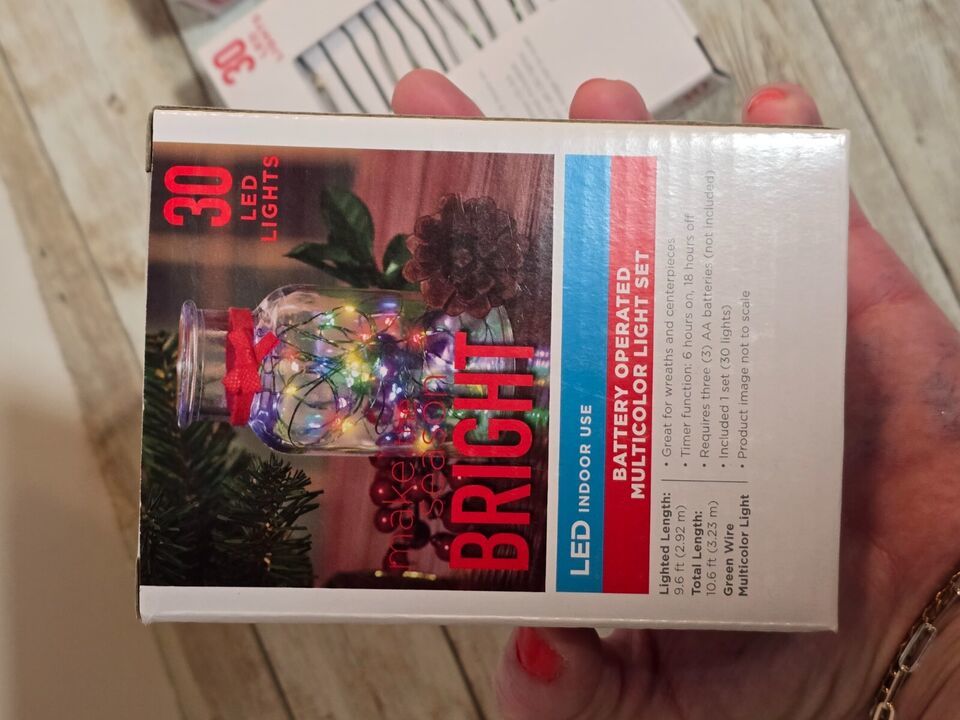 30
LED
LIGHTS
make the
season
BRIGHT
LED INDOOR USE
BATTERY OPERATED
MULTICOLOR LIGHT SET
Lighted Length:
9.6 ft (2.92 m)
Total Length:
10.6 ft (3.23 m)
Green Wire
Multicolor Light
• Great for wreaths and centerpieces
• Timer function: 6 hours on, 18 hours off
• Requires three (3) AA batteries (not included)
• Included 1 set (30 lights)
• Product image not to scale
30
LED
LIGHTS